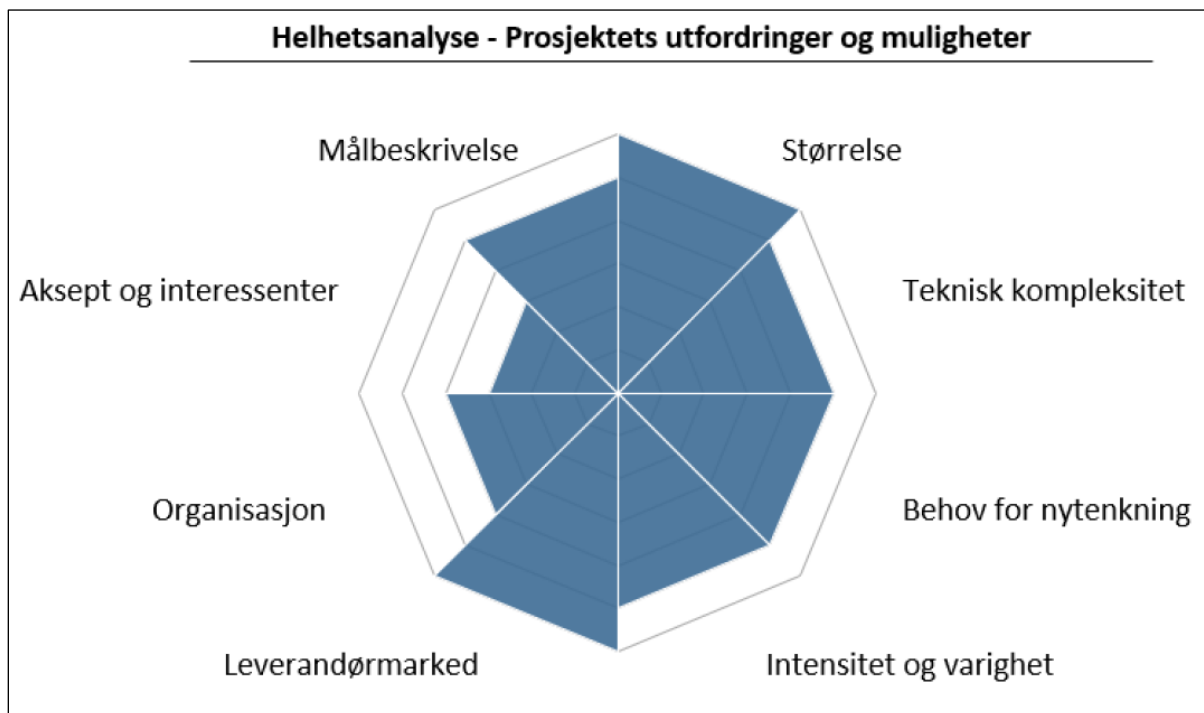 Helhetsanalyse - Prosjektets utfordringer og muligheter
Målbeskrivelse
Størrelse
Aksept og interessenter
Teknisk kompleksitet
Organisasjon
Behov for nytenkning
Leverandørmarked
Intensitet og varighet